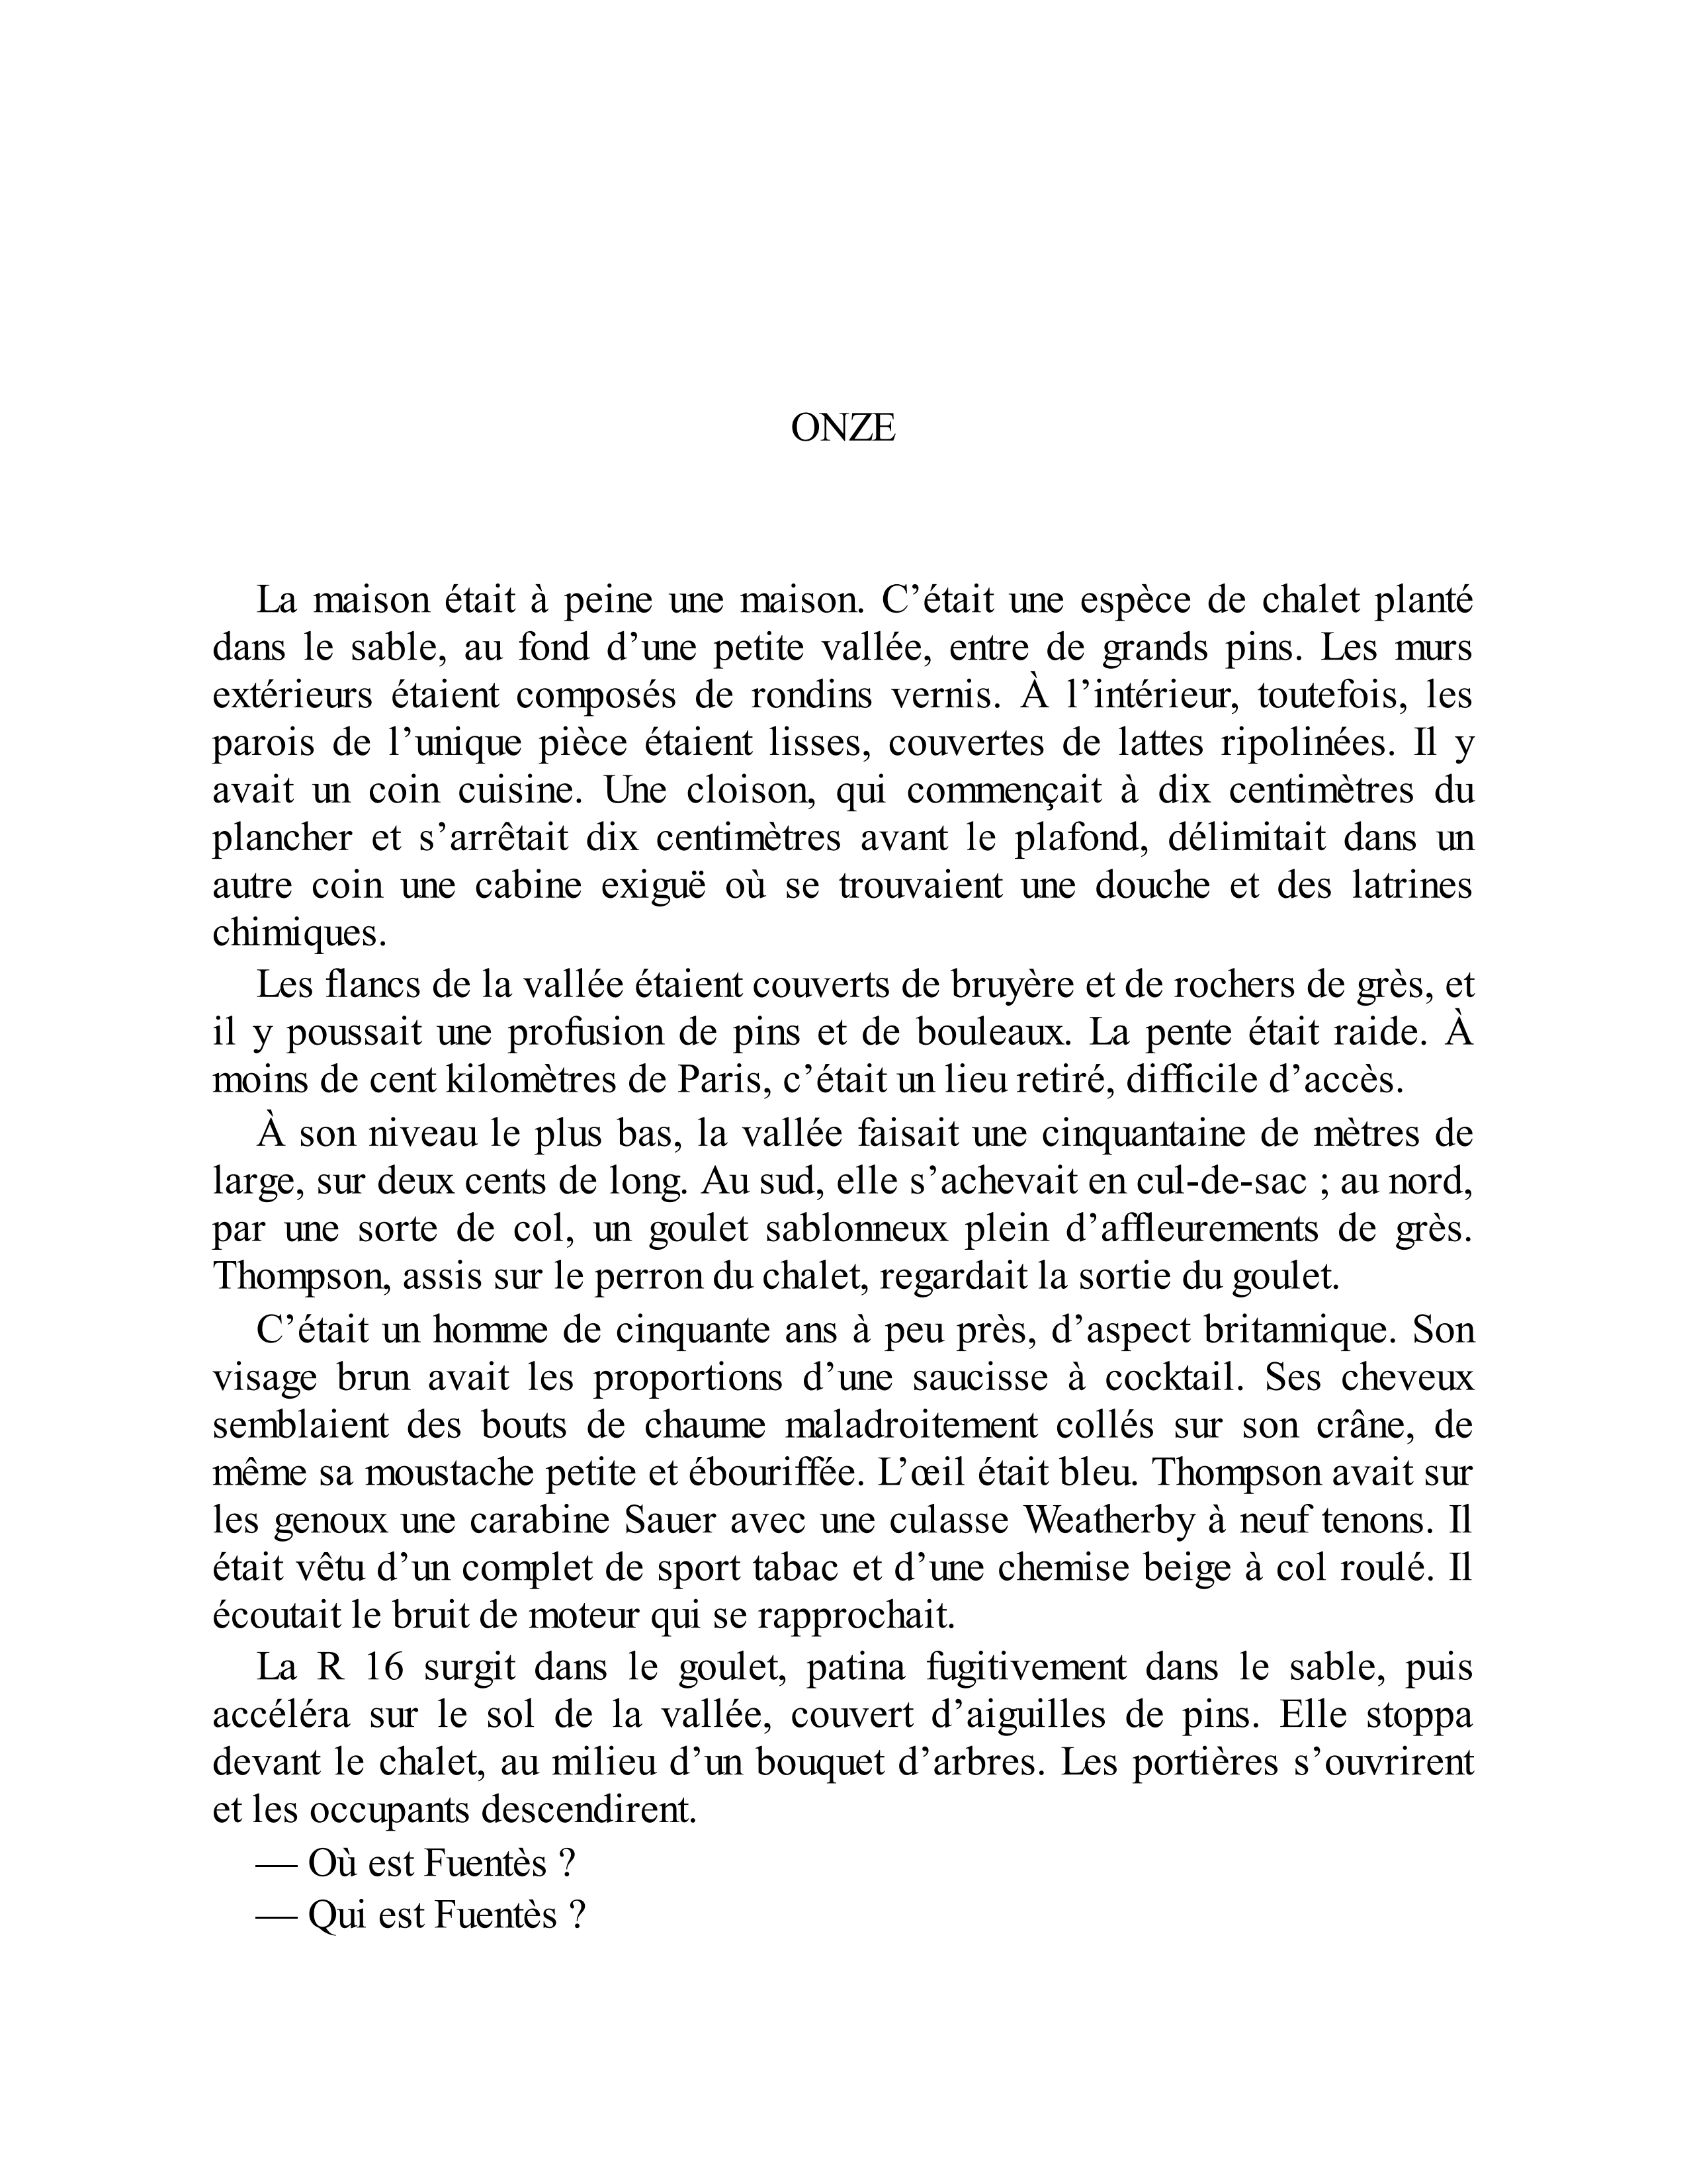 ONZE
La maison était à peine une maison. C’était une espèce de chalet planté
dans le sable, au fond d’une petite vallée, entre de grands pins. Les murs
extérieurs étaient composés de rondins vernis. À l’intérieur, toutefois, les
parois de l’unique pièce étaient lisses, couvertes de lattes ripolinées. Il y
avait un coin cuisine. Une cloison, qui commençait à dix centimètres du
plancher et s’arrêtait dix centimètres avant le plafond, délimitait dans un
autre coin une cabine exiguë où se trouvaient une douche et des latrines
chimiques.
Les flancs de la vallée étaient couverts de bruyère et de rochers de grès, et
il y poussait une profusion de pins et de bouleaux. La pente était raide. À
moins de cent kilomètres de Paris, c’était un lieu retiré, difficile d’accès.
À son niveau le plus bas, la vallée faisait une cinquantaine de mètres de
large, sur deux cents de long. Au sud, elle s’achevait en cul-de-sac ; au nord,
par une sorte de col, un goulet sablonneux plein d’affleurements de grès.
Thompson, assis sur le perron du chalet, regardait la sortie du goulet.
C’était un homme de cinquante ans à peu près, d’aspect britannique. Son
visage brun avait les proportions d’une saucisse à cocktail. Ses cheveux
semblaient des bouts de chaume maladroitement collés sur son crâne, de
même sa moustache petite et ébouriffée. L’œil était bleu. Thompson avait sur
les genoux une carabine Sauer avec une culasse Weatherby à neuf tenons. Il
était vêtu d’un complet de sport tabac et d’une chemise beige à col roulé. Il
écoutait le bruit de moteur qui se rapprochait.
La R 16 surgit dans le goulet, patina fugitivement dans le sable, puis
accéléra sur le sol de la vallée, couvert d’aiguilles de pins. Elle stoppa
devant le chalet, au milieu d’un bouquet d’arbres. Les portières s’ouvrirent
et les occupants descendirent.
— Où est Fuentès ?
— Qui est Fuentès ?